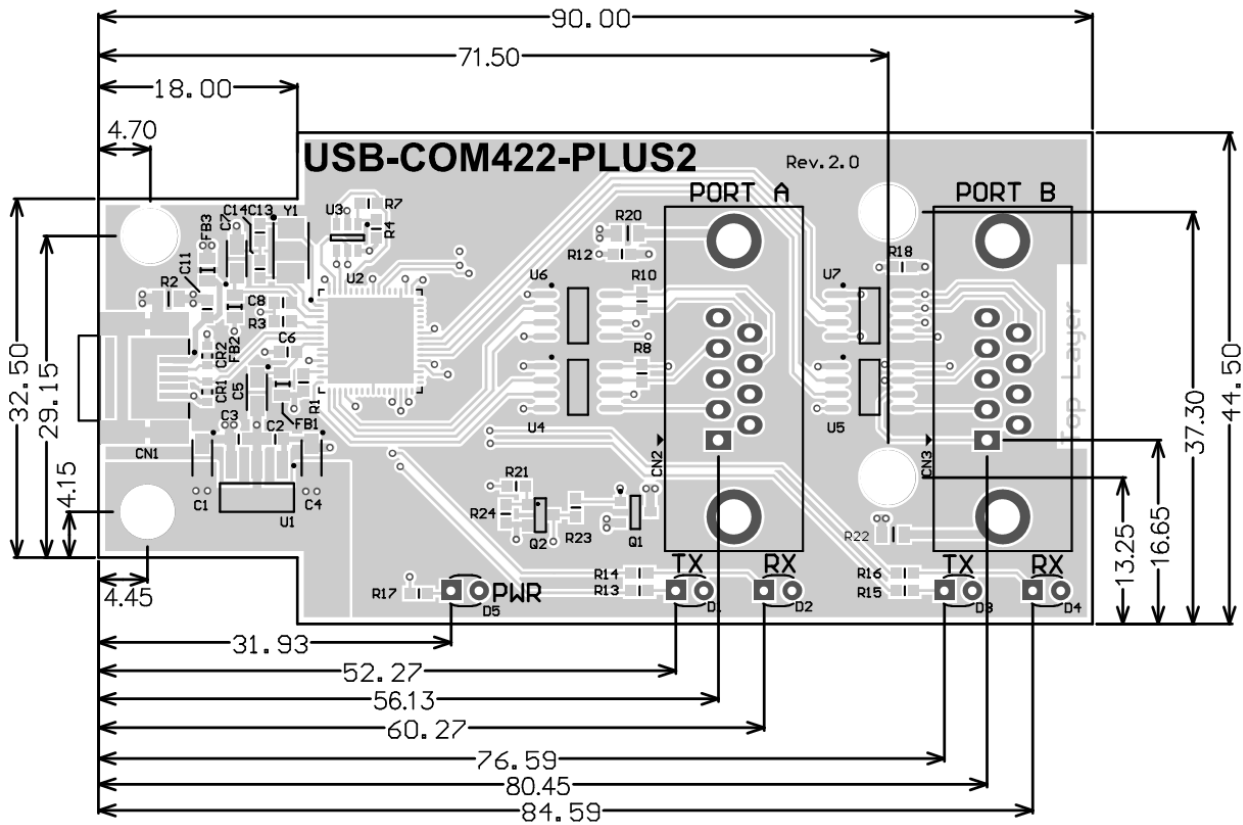 90.00
71.50
18.00
4.70
USB-COM422-PLUS2
Rev.2.0
PORT A
PORT B
C14
C13
Y1
U3
R7
FB3
C7
R4
R20
R12
R18
C11
U2
U6
R10
U7
R2
C8
R3
C6
CR2
FB2
R8
CR1
C5
R1
FB1
C3
C2
U4
U5
Top Layer
CN1
CN2
CN3
R21
C1
C4
U1
R24
Q2
R23
Q1
R22
TX
RX
TX
RX
R14
R13
R16
R15
R17
PWR
D5
D1
D2
D3
D4
32.50
29.15
4.15
4.45
44.50
37.30
16.65
13.25
31.93
52.27
56.13
60.27
76.59
80.45
84.59